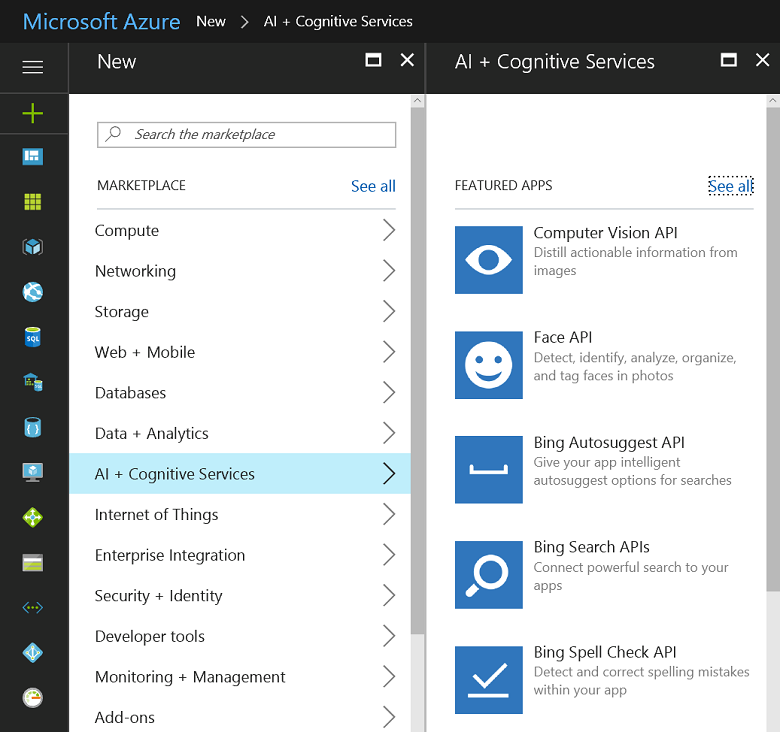 Microsoft Azure New > AI + Cognitive Services
New
AI + Cognitive Services
Search the marketplace
MARKETPLACE See all
Compute
Networking
Storage
Web + Mobile
Databases
Data + Analytics
AI + Cognitive Services
Internet of Things
Enterprise Integration
Security + Identity
Developer tools
Monitoring + Management
Add-ons
FEATURED APPS See all
Computer Vision API
Distill actionable information from
images
Face API
Detect, identify, analyze, organize,
and tag faces in photos
Bing Autosuggest API
Give your app intelligent
autosuggest options for searches
Bing Search APIs
Connect powerful search to your
apps
Bing Spell Check API
Detect and correct spelling mistakes
within your app
SQL